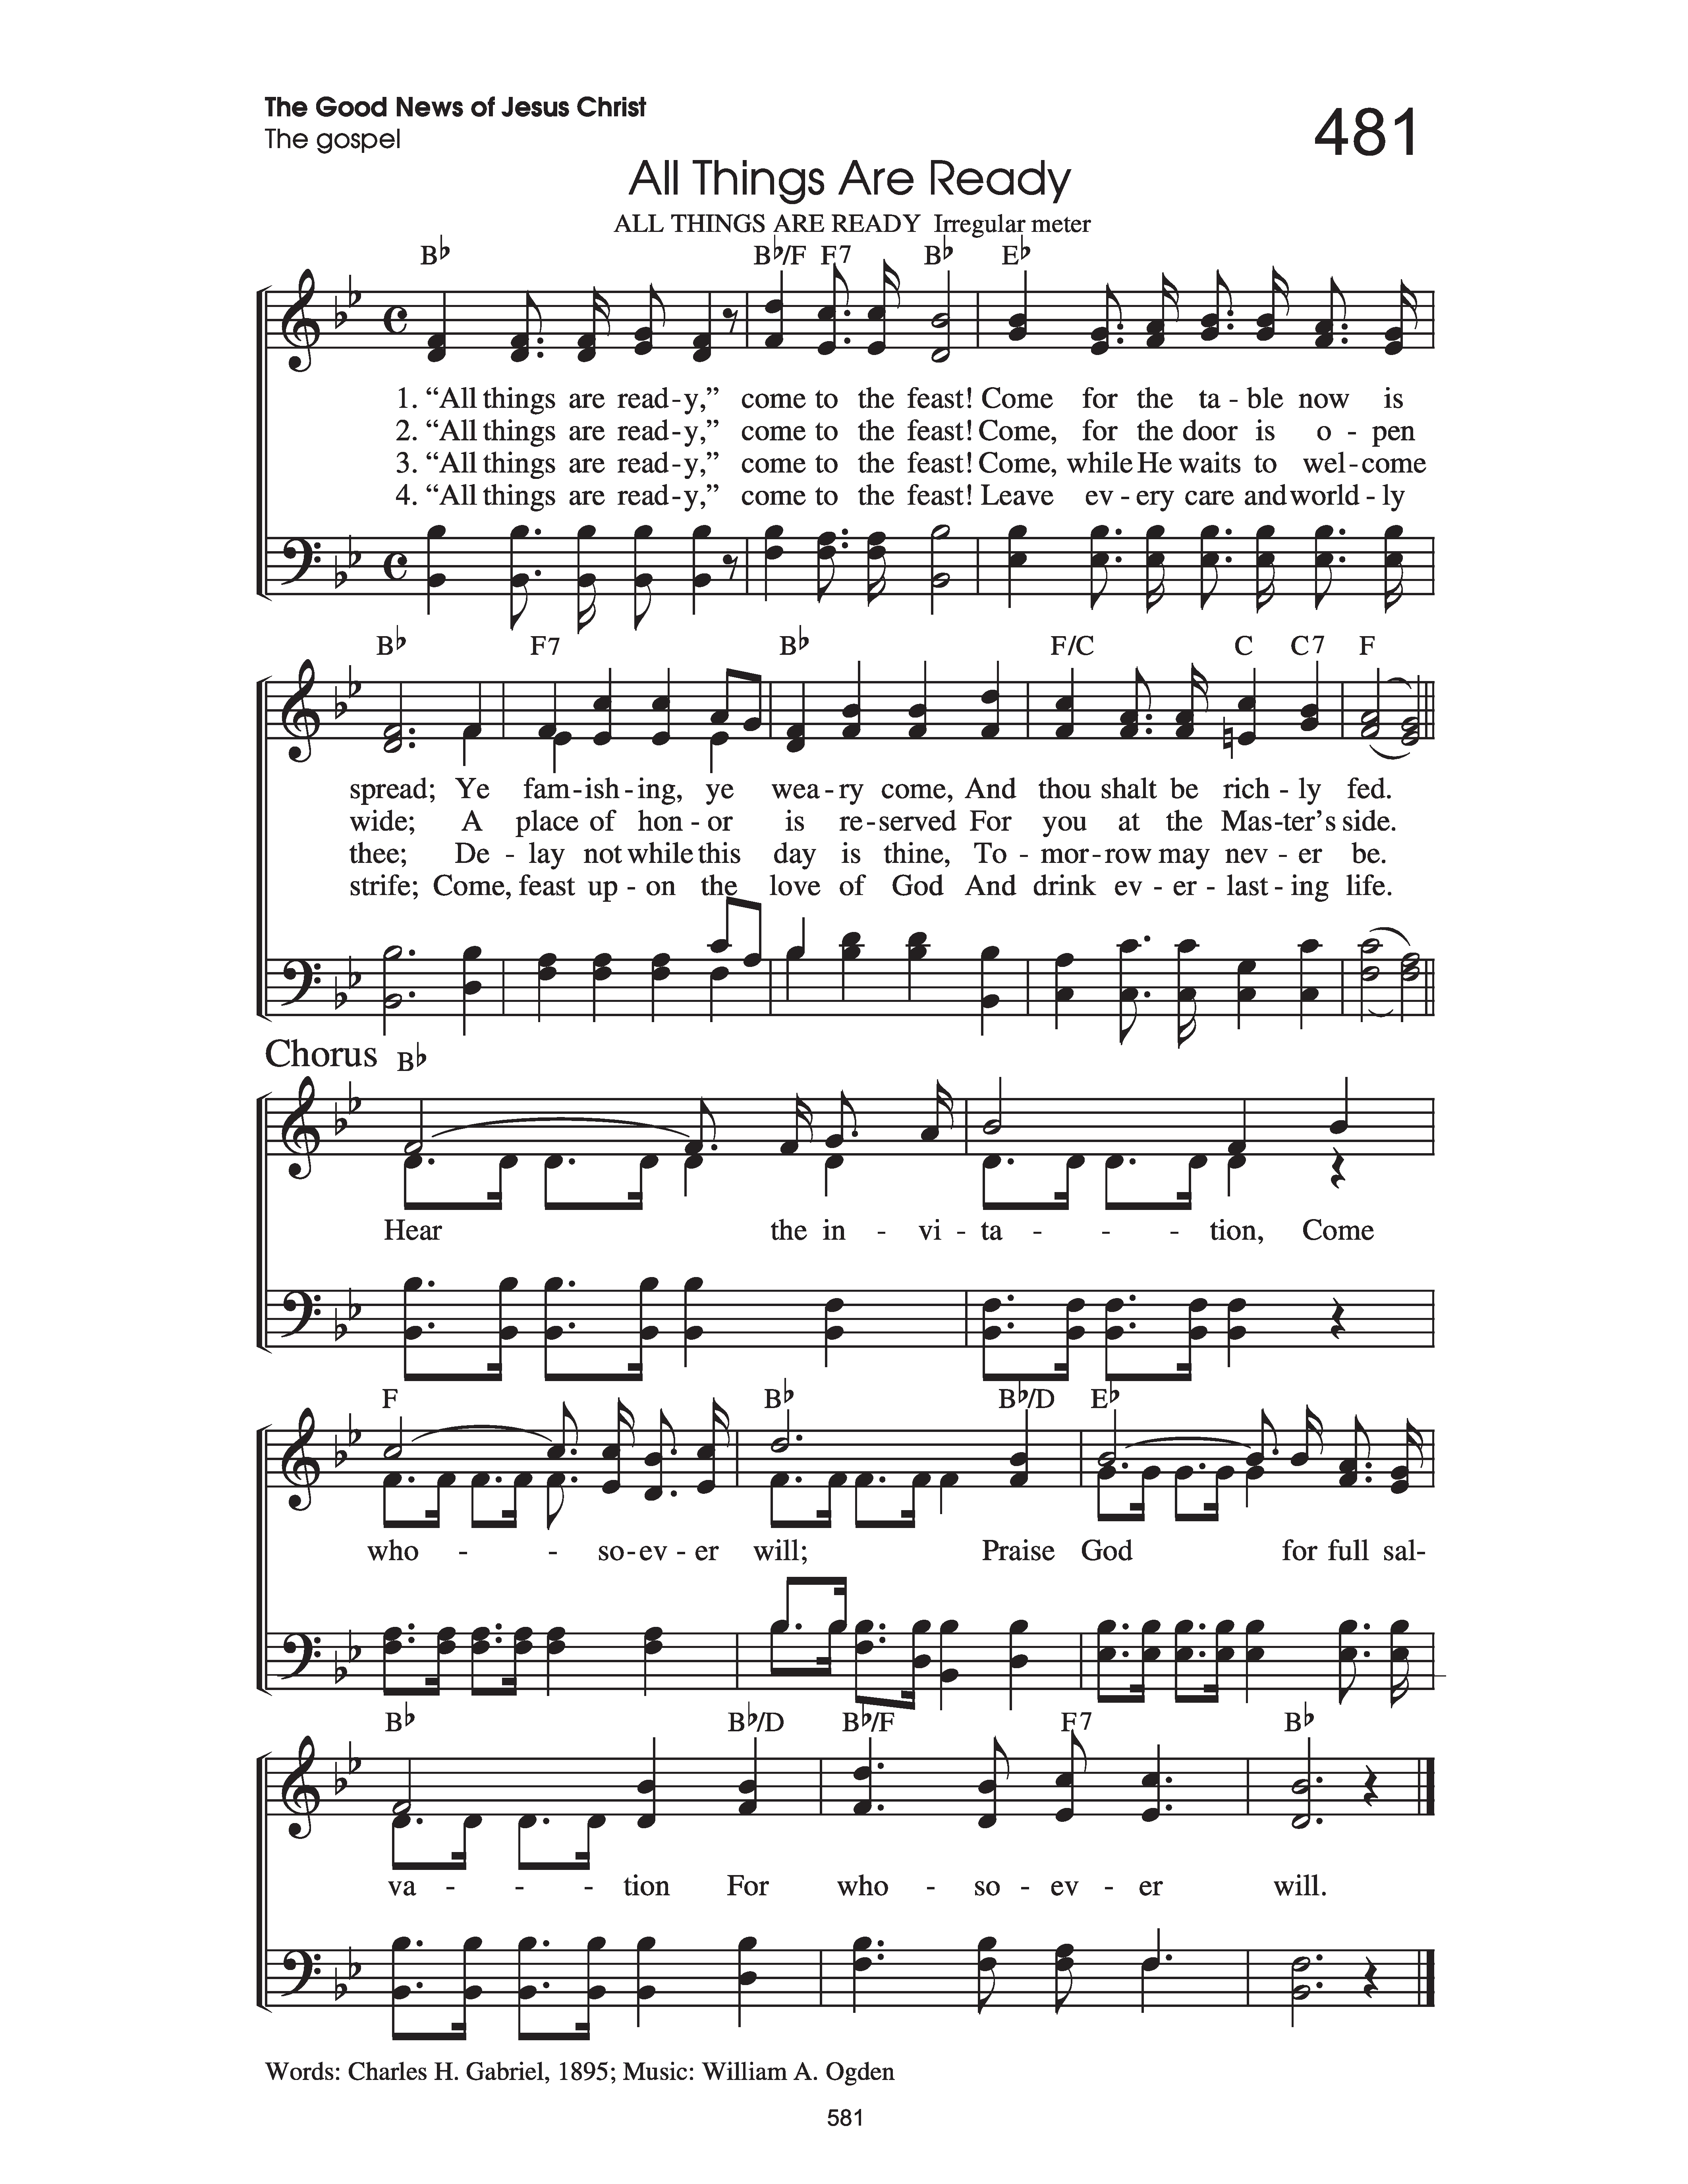 The Good News of Jesus Christ
The gospel
481
All Things Are Ready
ALL THINGS ARE READY Irregular meter
B♭ B♭/F F7 B♭ E♭
1. “All things are read-y,” come to the feast! Come for the ta - ble now is
2. “All things are read-y,” come to the feast! Come, for the door is o - pen
3. “All things are read-y,” come to the feast! Come, while He waits to wel-come
4. “All things are read-y,” come to the feast! Leave ev - ery care and world - ly
B♭ F7 B♭ F/C C C7 F
spread; Ye fam-ish-ing, ye wea-ry come, And thou shalt be rich - ly fed.
wide; A place of hon - or is re-served For you at the Mas-ter’s side.
thee; De - lay not while this day is thine, To - mor-row may nev - er be.
strife; Come, feast up - on the love of God And drink ev - er - last - ing life.
Chorus B♭
Hear the in - vi - ta - - - tion, Come
F B♭ B♭/D E♭
who - - so-ev - er will; Praise God for full sal-
B♭ B♭/D B♭/F F7 B♭
va - - - tion For who - so - ev - er will.
Words: Charles H. Gabriel, 1895; Music: William A. Ogden
581